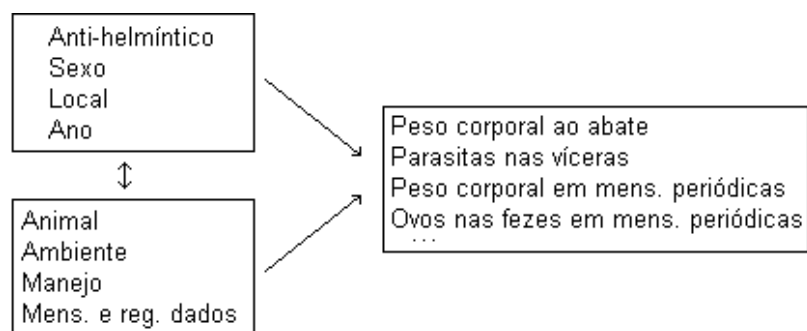 Anti-helmíntico
Sexo
Local
Ano
Animal
Ambiente
Manejo
Mens. e reg. dados
Peso corporal ao abate
Parasitas nas víceras
Peso corporal em mens. periódicas
Ovos nas fezes em mens. periódicas
...